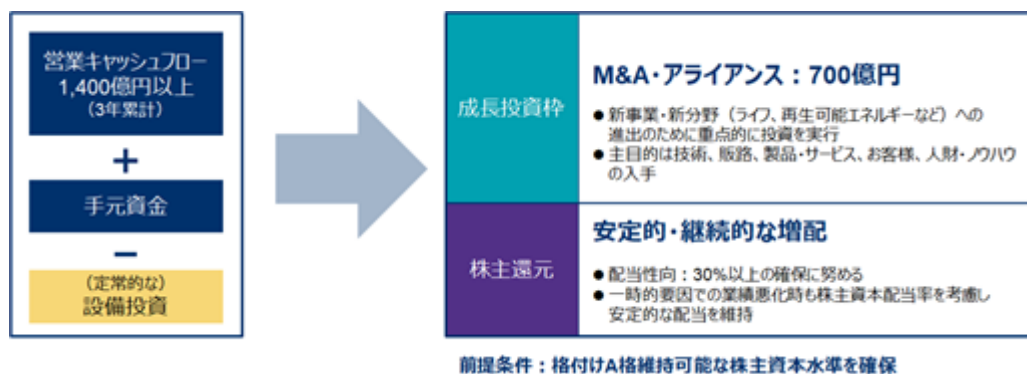 営業キャッシュフロー
1,400億円以上
(3年累計)
+
手元資金
−
(定常的な)
設備投資
成長投資枠
M&A・アライアンス：700億円
●新事業・新分野（ライフ、再生可能エネルギーなど）への
進出のために重点的に投資を実行
●主目的は技術、販路、製品・サービス、お客様、人財・ノウハウ
の入手
株主還元
安定的・継続的な増配
●配当性向：30%以上の確保に努める
●一時的要因での業績悪化時も株主資本配当率を考慮し
安定的な配当を維持
前提条件：格付けA格維持可能な株主資本水準を確保